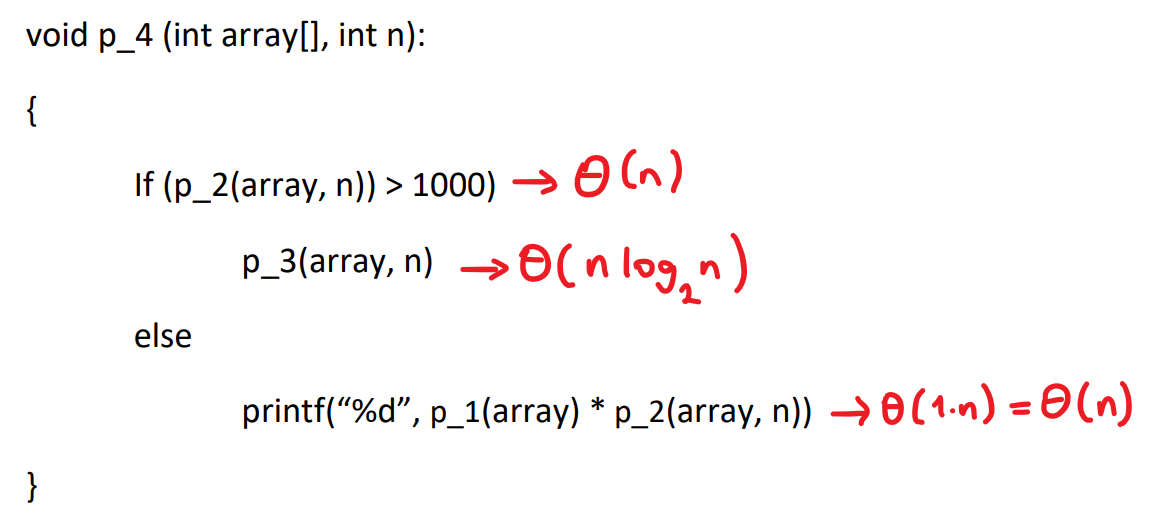 void p_4 (int array[], int n):
{
If (p_2(array, n)) > 1000) → Θ(n)
p_3(array, n) → Θ(n log₂n)
else
printf(“%d”, p_1(array) * p_2(array, n)) → Θ(1·n) = Θ(n)
}